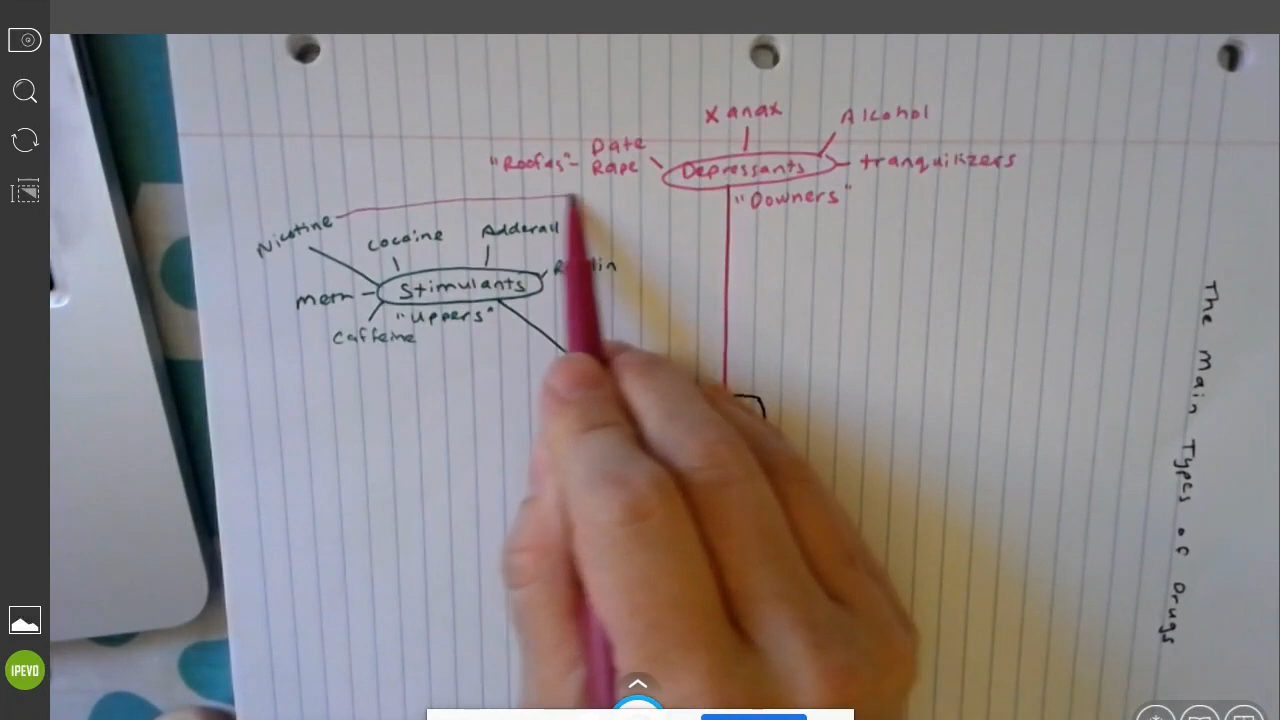 Xanax
Alcohol
Date
Rape
"Roofas"-
Depressants
tranquilizers
"Downers"
Nicotine
Cocaine
Adderall
Stimulants
meth
"uppers"
Caffeine
The Main Types of Drugs
IPEVO